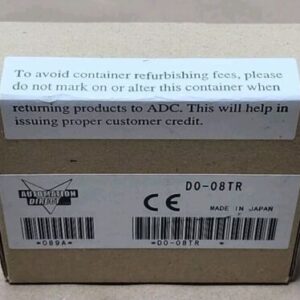 To avoid container refurbishing fees, please
do not mark on or alter this container when
returning products to ADC. This will help in
issuing proper customer credit.
AUTOMATION
DIRECT
D0-08TR
CE
MADE IN JAPAN
*089A*
*D0-08TR *